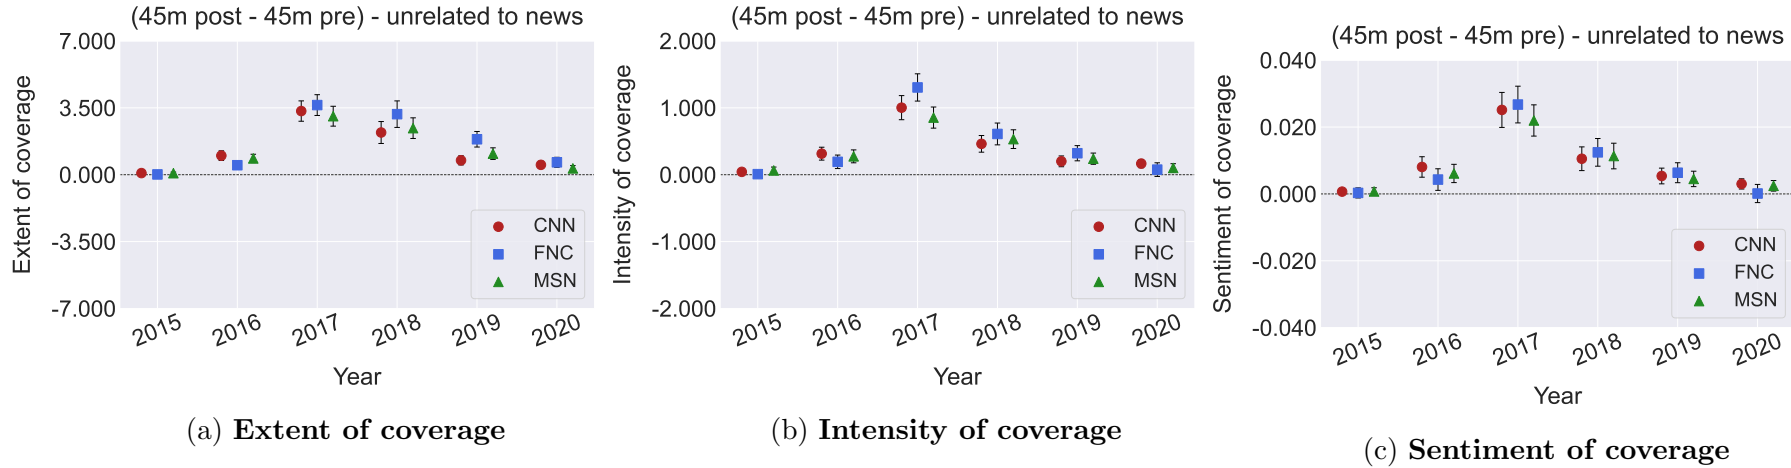 (45m post - 45m pre) - unrelated to news
7.000
3.500
0.000
-3.500
-7.000
Extent of coverage
CNN
FNC
MSN
2015 2016 2017 2018 2019 2020
Year
(a) Extent of coverage
(45m post - 45m pre) - unrelated to news
2.000
1.000
0.000
-1.000
-2.000
Intensity of coverage
CNN
FNC
MSN
2015 2016 2017 2018 2019 2020
Year
(b) Intensity of coverage
(45m post - 45m pre) - unrelated to news
0.040
0.020
0.000
-0.020
-0.040
Sentiment of coverage
CNN
FNC
MSN
2015 2016 2017 2018 2019 2020
Year
(c) Sentiment of coverage